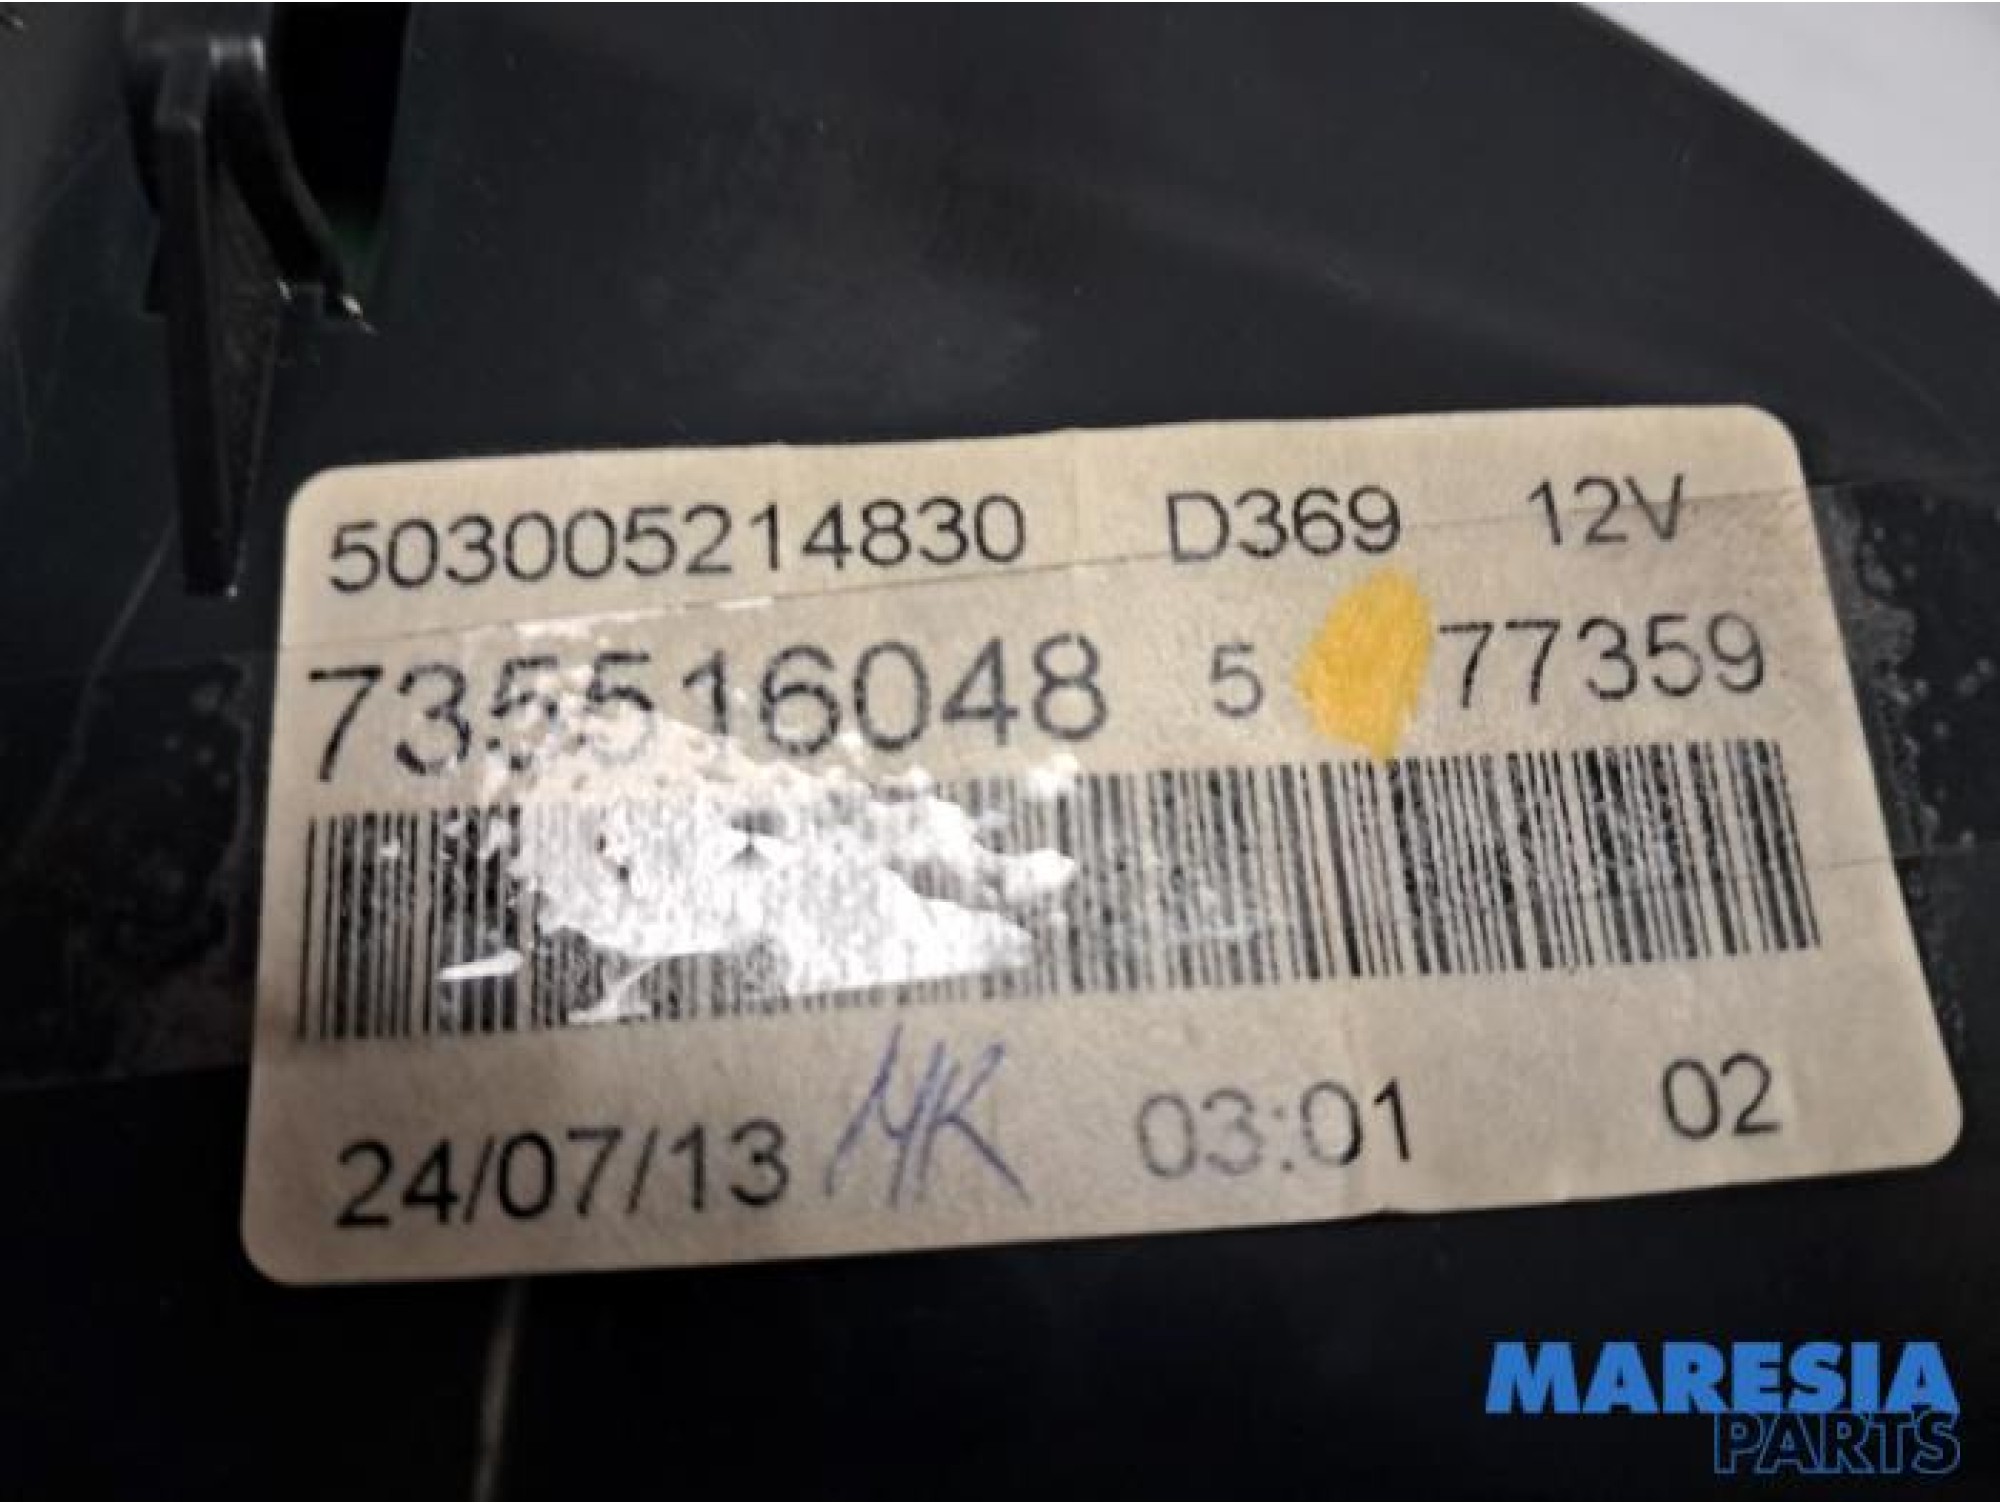 503005214830 D369 12V
735516048 5 77359
24/07/13 MK 03:01 02
MARESIA
PARTS